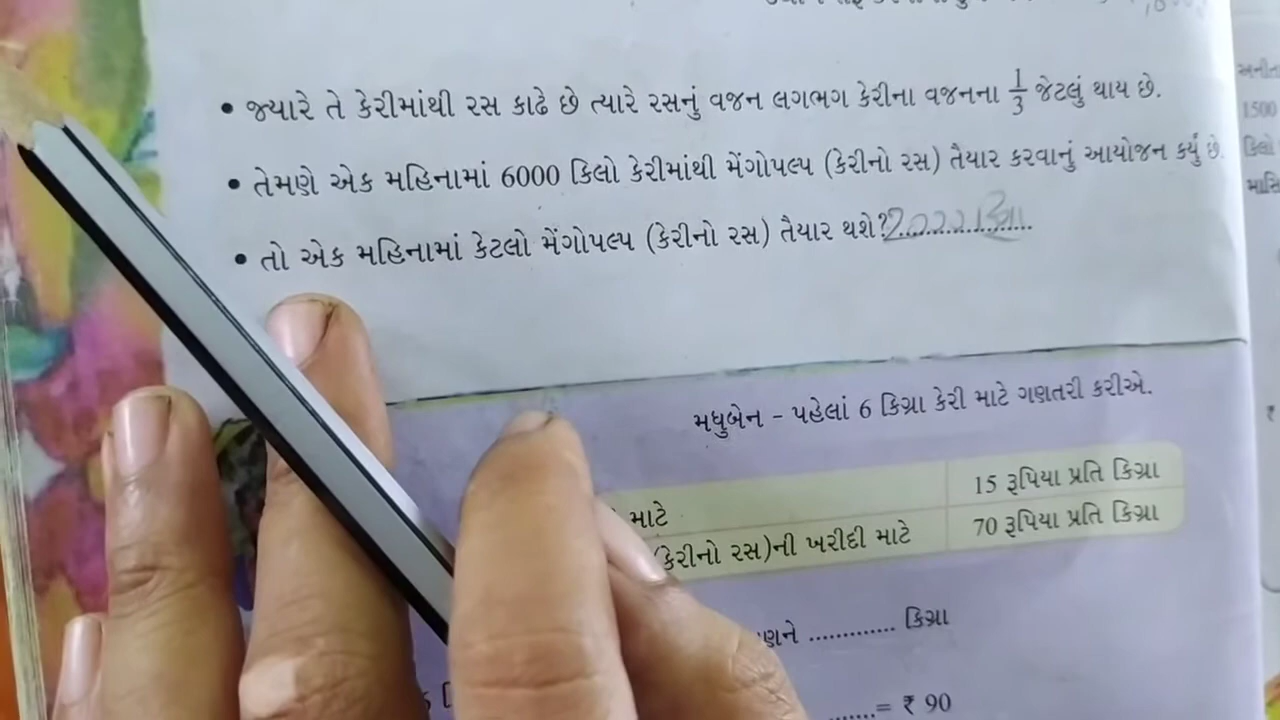 • જ્યારે તે કેરીમાંથી રસ કાઢે છે ત્યારે રસનું વજન લગભગ કેરીના વજનના 1/3 જેટલું થાય છે.
• તેમણે એક મહિનામાં 6000 કિલો કેરીમાંથી મેંગોપલ્પ (કેરીનો રસ) તૈયાર કરવાનું આયોજન કર્યું છે.
• તો એક મહિનામાં કેટલો મેંગોપલ્પ (કેરીનો રસ) તૈયાર થશે?
મધુબેન - પહેલાં 6 કિગ્રા કેરી માટે ગણતરી કરીએ.
માટે 15 રૂપિયા પ્રતિ કિગ્રા
(કેરીનો રસ)ની ખરીદી માટે 70 રૂપિયા પ્રતિ કિગ્રા
............. કિગ્રા
......= ₹ 90
1500
કિલો